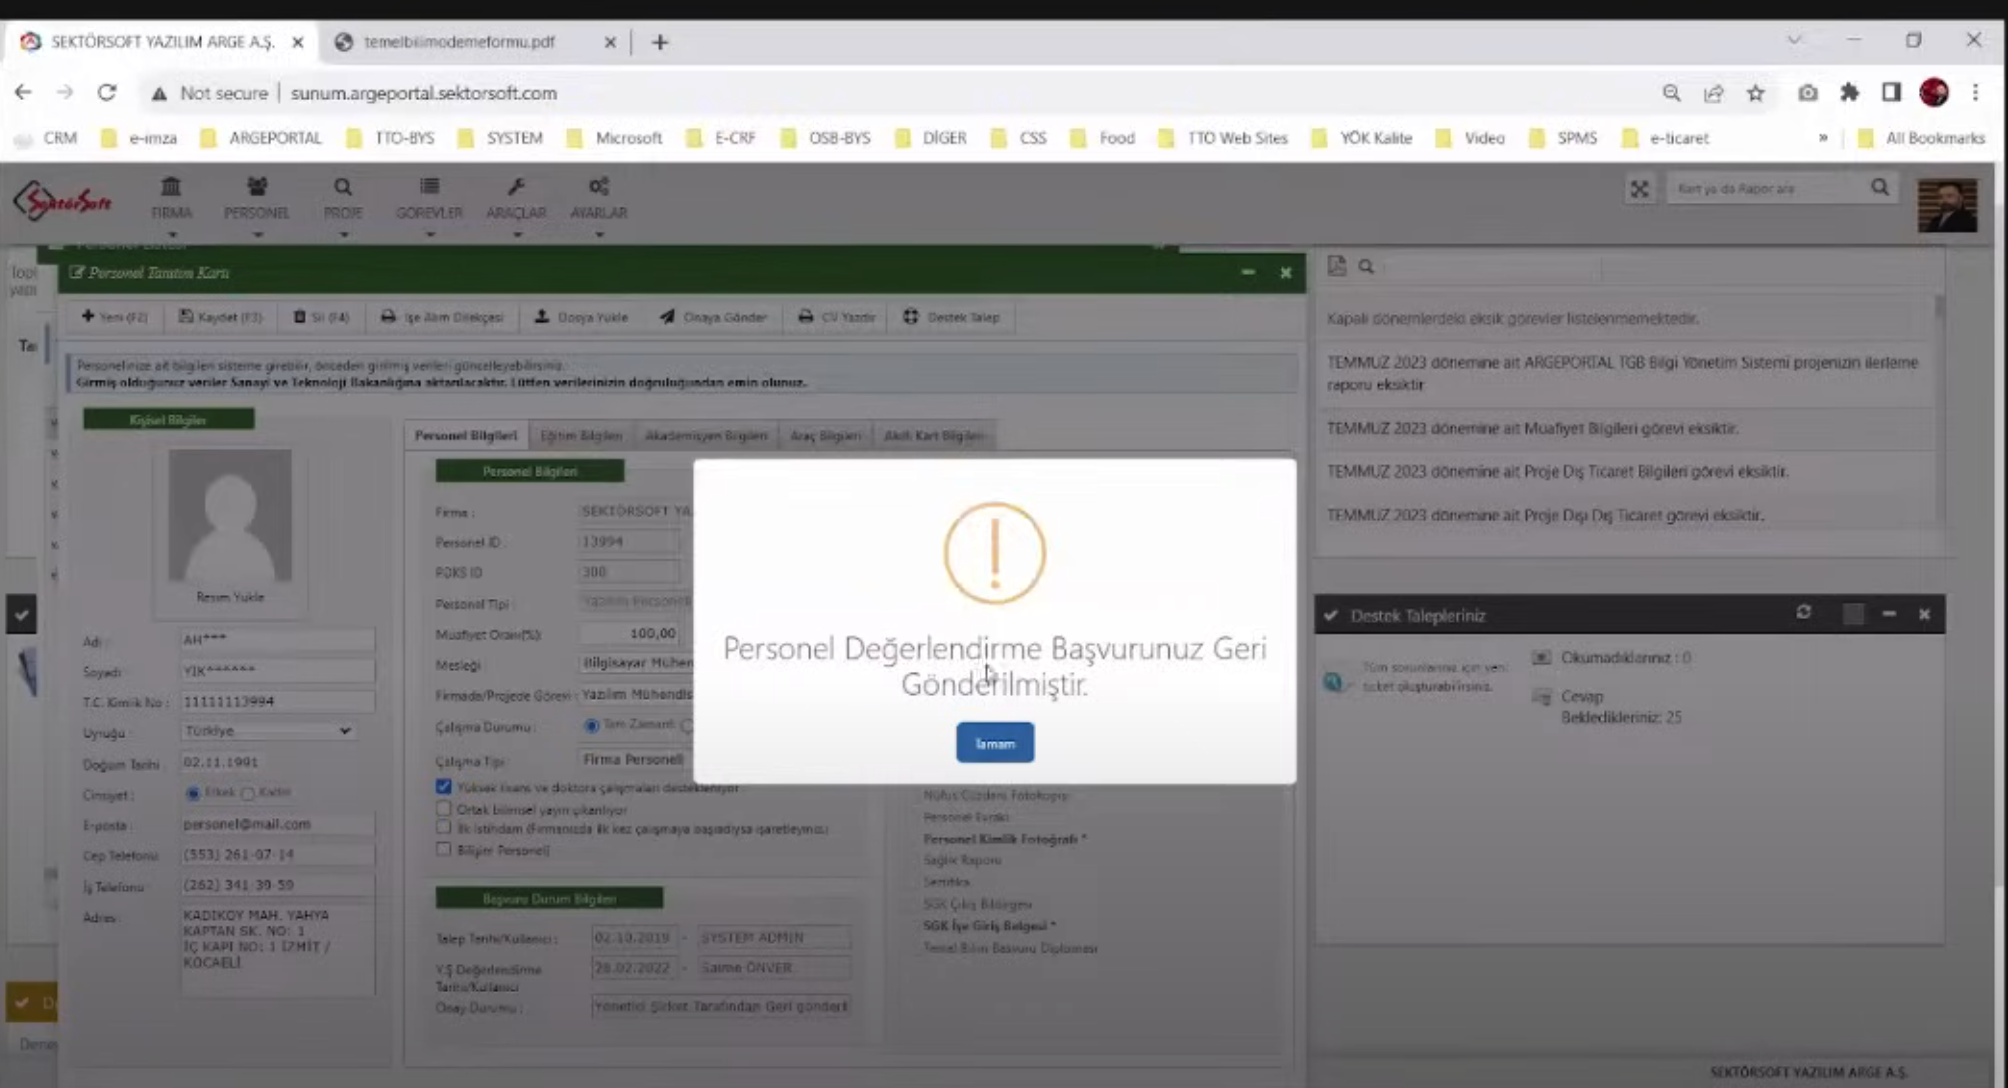 SEKTÖRSOFT YAZILIM ARGE A.Ş.
temelbilimodemeformu.pdf
Not secure
sunum.argeportal.sektorsoft.com
CRM
e-imza
ARGEPORTAL
TTO-BYS
SYSTEM
Microsoft
E-CRF
OSB-BYS
DİGER
CSS
Food
TTO Web Sites
YÖK Kalite
Video
SPMS
e-ticaret
»
All Bookmarks
SektörSoft
FİRMA
PERSONEL
PROJE
GÖREVLER
ARAÇLAR
AYARLAR
Kart ya da Rapor ara
Personel Listesi
Personel Tanıtım Kartı
Yeni (F2)
Kaydet (F3)
Sil (F4)
İşe Alım Dilekçesi
Dosya Yükle
Onaya Gönder
CV Yazdır
Destek Talep
Personelinize ait bilgileri sisteme girebilir, önceden girilmiş verileri güncelleyebilirsiniz.
Girmiş olduğunuz veriler Sanayi ve Teknoloji Bakanlığına aktarılacaktır. Lütfen verilerinizin doğruluğundan emin olunuz.
Kişisel Bilgiler
Resim Yükle
Adı : AH***
Soyadı : YIK******
T.C. Kimlik No : 11111113994
Uyruğu : Türkiye
Doğum Tarihi : 02.11.1991
Cinsiyet : Erkek Kadın
E-posta : personel@mail.com
Cep Telefonu : (553) 261-07-14
İş Telefonu : (262) 341-39-59
Adres : KADIKÖY MAH. YAHYA
KAPTAN SK. NO: 1
İÇ KAPI NO: 1 İZMİT /
KOCAELİ
Personel Bilgileri
Eğitim Bilgileri
Akademisyen Bilgileri
Araç Bilgileri
Akıllı Kart Bilgileri
Personel Bilgileri
Firma : SEKTÖRSOFT YA
Personel ID : 13994
PDKS ID 300
Personel Tipi : Yazılım Personeli
Muafiyet Oranı(%): 100,00
Mesleği Bilgisayar Mühen
Firmada/Projede Görevi : Yazılım Mühendis
Çalışma Durumu : Tam Zamanlı
Çalışma Tipi Firma Personeli
Yüksek lisans ve doktora çalışmaları destekleniyor
Ortak bilimsel yayın çıkarılıyor
İlk istihdam (Firmanızda ilk kez çalışmaya başladıysa işaretleyiniz)
Bilişim Personeli
Başvuru Durum Bilgileri
Talep Tarihi/Kullanıcı : 02.10.2019 - SYSTEM ADMIN
Y.Ş Değerlendirme
Tarihi/Kullanıcı
28.02.2022 - Saime ÖNVER
Onay Durumu : Yönetici Şirket Tarafından Geri gönderil
Nüfus Cüzdanı Fotokopisi
Personel Evrakı
Personel Kimlik Fotoğrafı *
Sağlık Raporu
Sertifika
SGK Çıkış Bildirgesi
SGK İşe Giriş Belgesi *
Temel Bilim Başvuru Diploması
Personel Değerlendirme Başvurunuz Geri
Gönderilmiştir.
Tamam
Kapalı dönemlerdeki eksik görevler listelenmemektedir.
TEMMUZ 2023 dönemine ait ARGEPORTAL TGB Bilgi Yönetim Sistemi projenizin ilerleme
raporu eksiktir
TEMMUZ 2023 dönemine ait Muafiyet Bilgileri görevi eksiktir.
TEMMUZ 2023 dönemine ait Proje Dış Ticaret Bilgileri görevi eksiktir.
TEMMUZ 2023 dönemine ait Proje Dışı Dış Ticaret görevi eksiktir.
Destek Talepleriniz
Tüm sorunlarınız için yeni
ticket oluşturabilirsiniz.
Okumadıklarınız : 0
Cevap
Beklediklerinz: 25
SEKTÖRSOFT YAZILIM ARGE A.Ş.